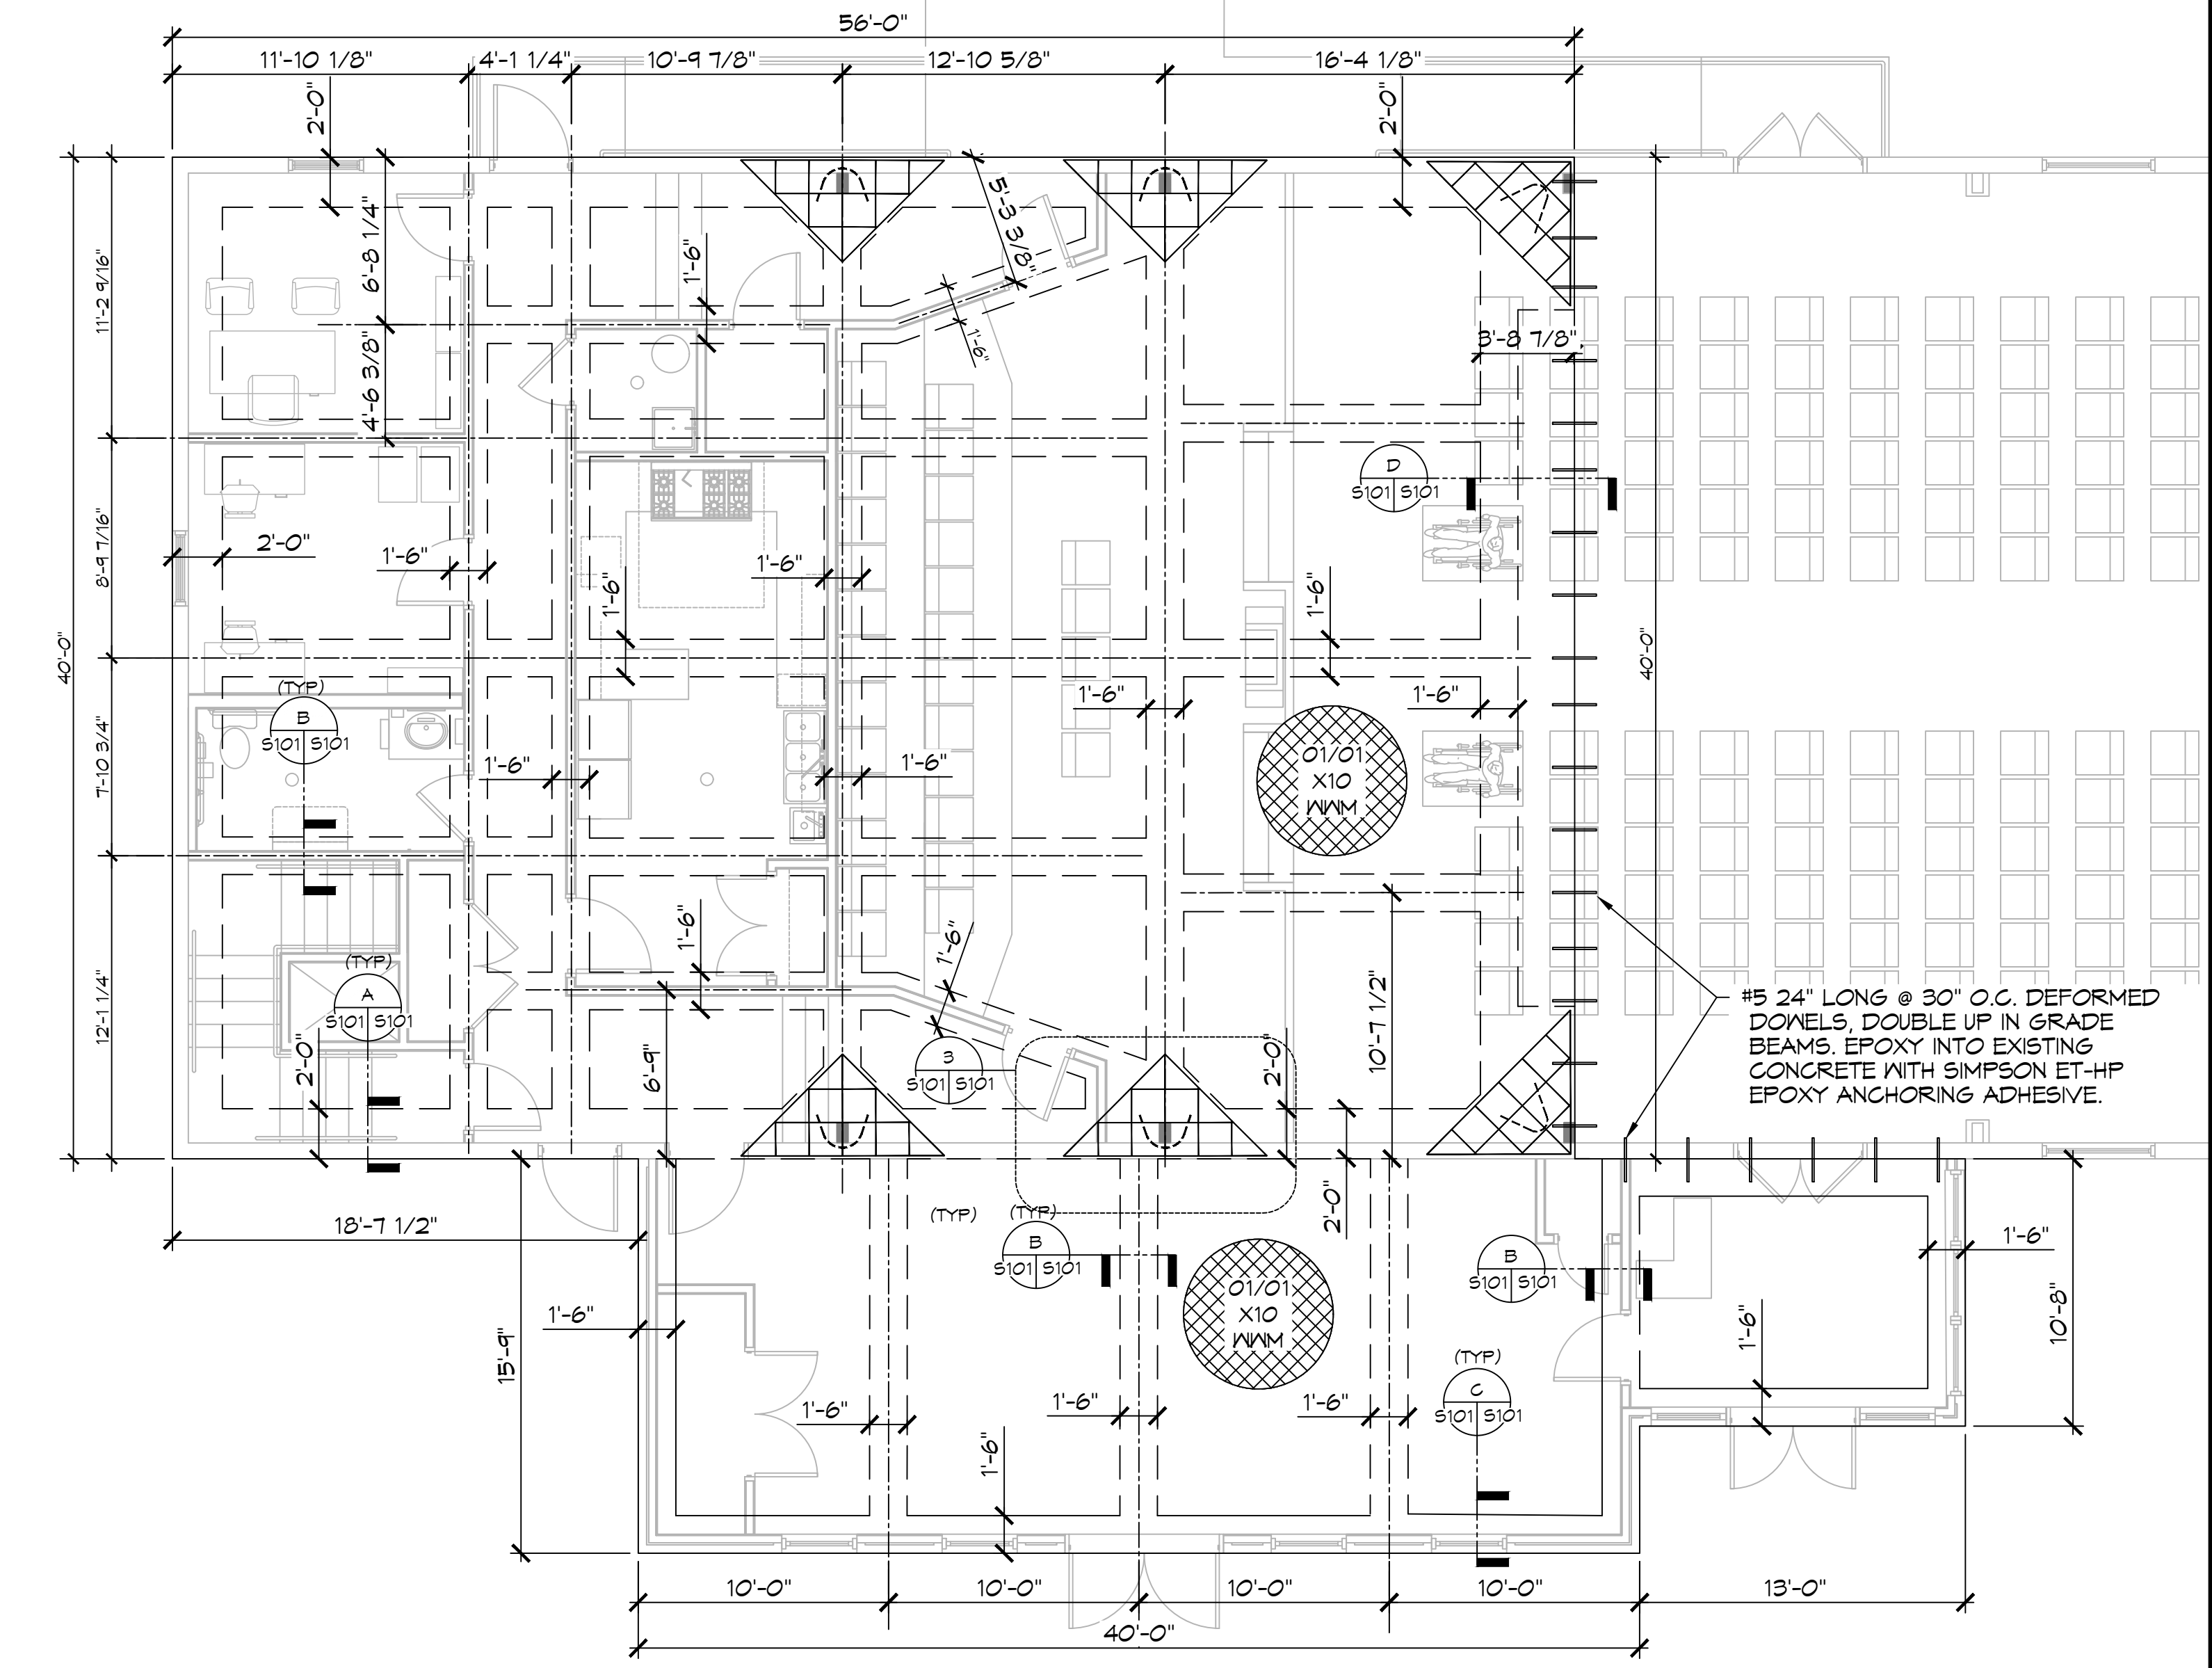 56'-0"
11'-10 1/8"
4'-1 1/4"
10'-9 7/8"
12'-10 5/8"
16'-4 1/8"
2'-0"
2'-0"
5'-3 3/8"
6'-8 1/4"
11'-2 9/16"
1'-6"
1'-6"
3'-8 7/8"
4'-6 3/8"
D
S101 S101
8'-9 7/16"
2'-0"
1'-6"
1'-6"
1'-6"
1'-6"
40'-0"
40'-0"
(TYP)
B
S101 S101
1'-6"
1'-6"
7'-10 3/4"
1'-6"
1'-6"
01/01
X10
WWM
1'-6"
1'-6"
(TYP)
A
S101 S101
12'-1 1/4"
2'-0"
6'-9"
3
S101 S101
2'-0"
10'-7 1/2"
#5 24" LONG @ 30" O.C. DEFORMED
DOWELS, DOUBLE UP IN GRADE
BEAMS. EPOXY INTO EXISTING
CONCRETE WITH SIMPSON ET-HP
EPOXY ANCHORING ADHESIVE.
18'-7 1/2"
(TYP)
(TYP)
B
S101 S101
2'-0"
B
S101 S101
1'-6"
1'-6"
15'-9"
01/01
X10
WWM
1'-6"
10'-8"
(TYP)
C
S101 S101
1'-6"
1'-6"
1'-6"
1'-6"
10'-0"
10'-0"
10'-0"
10'-0"
13'-0"
40'-0"